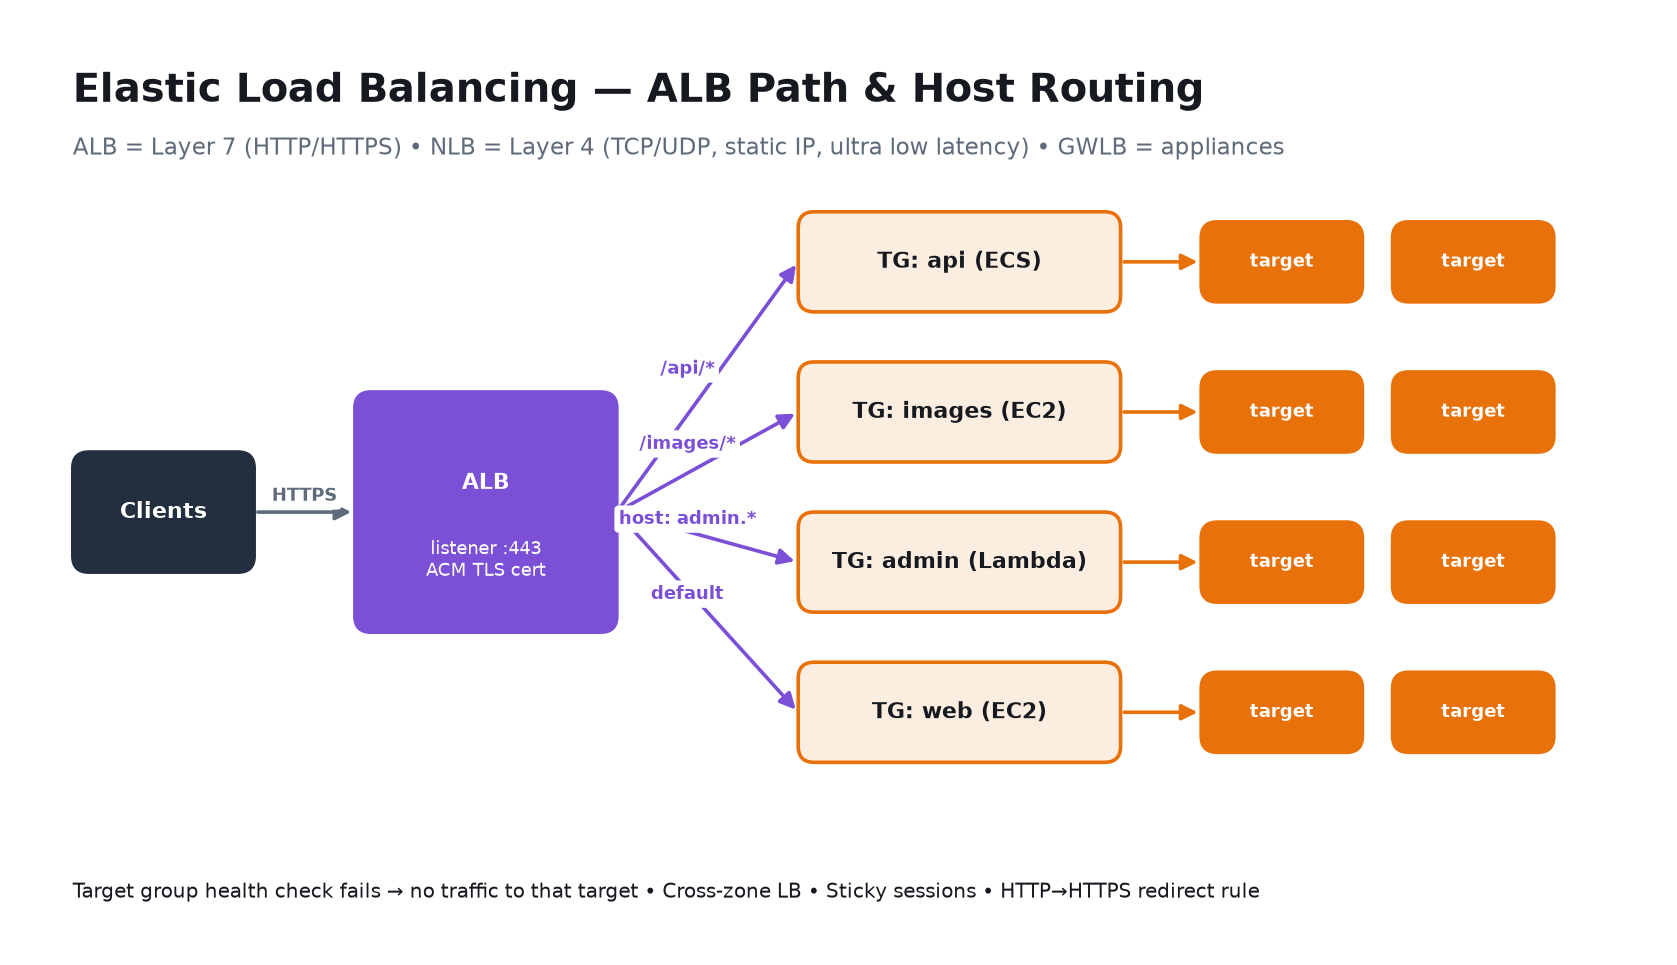 Elastic Load Balancing — ALB Path & Host Routing
ALB = Layer 7 (HTTP/HTTPS) • NLB = Layer 4 (TCP/UDP, static IP, ultra low latency) • GWLB = appliances
Clients
HTTPS
ALB
listener :443
ACM TLS cert
/api/*
TG: api (ECS)
target
target
/images/*
TG: images (EC2)
target
target
host: admin.*
TG: admin (Lambda)
target
target
default
TG: web (EC2)
target
target
Target group health check fails → no traffic to that target • Cross-zone LB • Sticky sessions • HTTP→HTTPS redirect rule